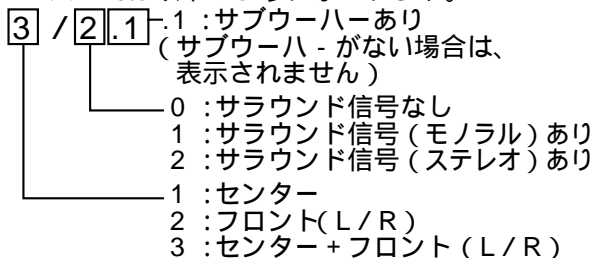 3 / 2 .1 .1 :サブウーハーあり
(サブウーハ - がない場合は、
表示されません)
0 :サラウンド信号なし
1 :サラウンド信号(モノラル)あり
2 :サラウンド信号(ステレオ)あり
1 :センター
2 :フロント(L/R)
3 :センター+フロント(L/R)